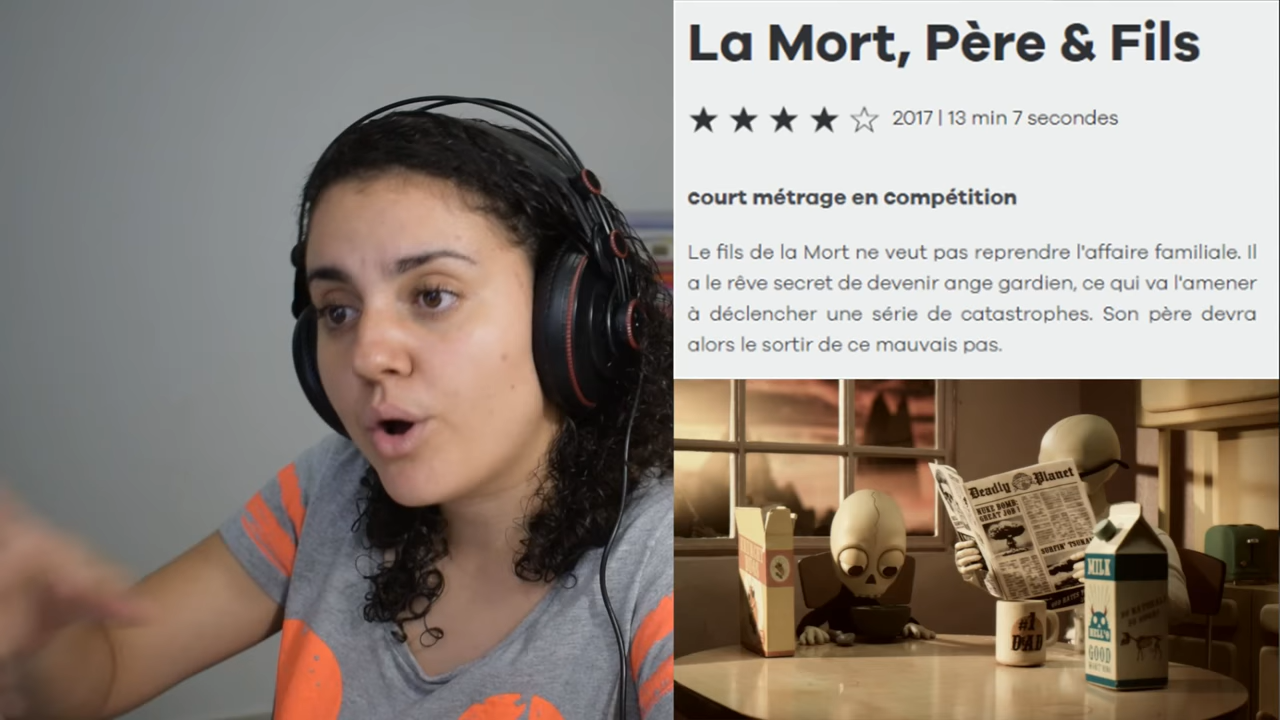 La Mort, Père & Fils
2017 | 13 min 7 secondes
court métrage en compétition
Le fils de la Mort ne veut pas reprendre l'affaire familiale. Il
a le rêve secret de devenir ange gardien, ce qui va l'amener
à déclencher une série de catastrophes. Son père devra
alors le sortir de ce mauvais pas.
Deadly Planet
NUKE BOMB:
GREAT JOB!
#1
DAD
MILK
HELL'S
GOOD